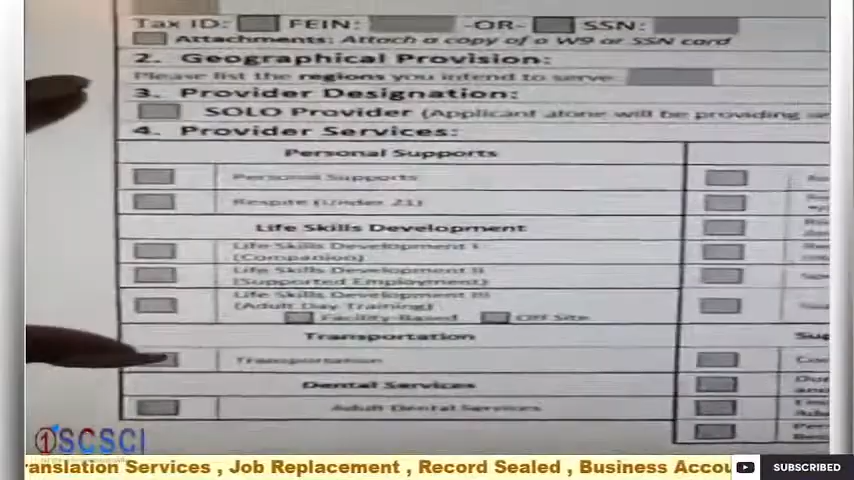 Tax ID: FEIN: -OR- SSN:
Attachments: Attach a copy of a W9 or SSN card
2. Geographical Provision:
Please list the regions you intend to serve
3. Provider Designation:
SOLO Provider (Applicant alone will be providing se
4. Provider Services:
Personal Supports
Personal Supports
Respite (Under 21)
Life Skills Development
Life Skills Development I
(Companion)
Life Skills Development II
(Supported Employment)
Life Skills Development III
(Adult Day Training)
Facility-Based Off Site
Transportation
Transportation
Dental Services
Adult Dental Services
1SCSCI
ranslation Services , Job Replacement , Record Sealed , Business Accou
SUBSCRIBED